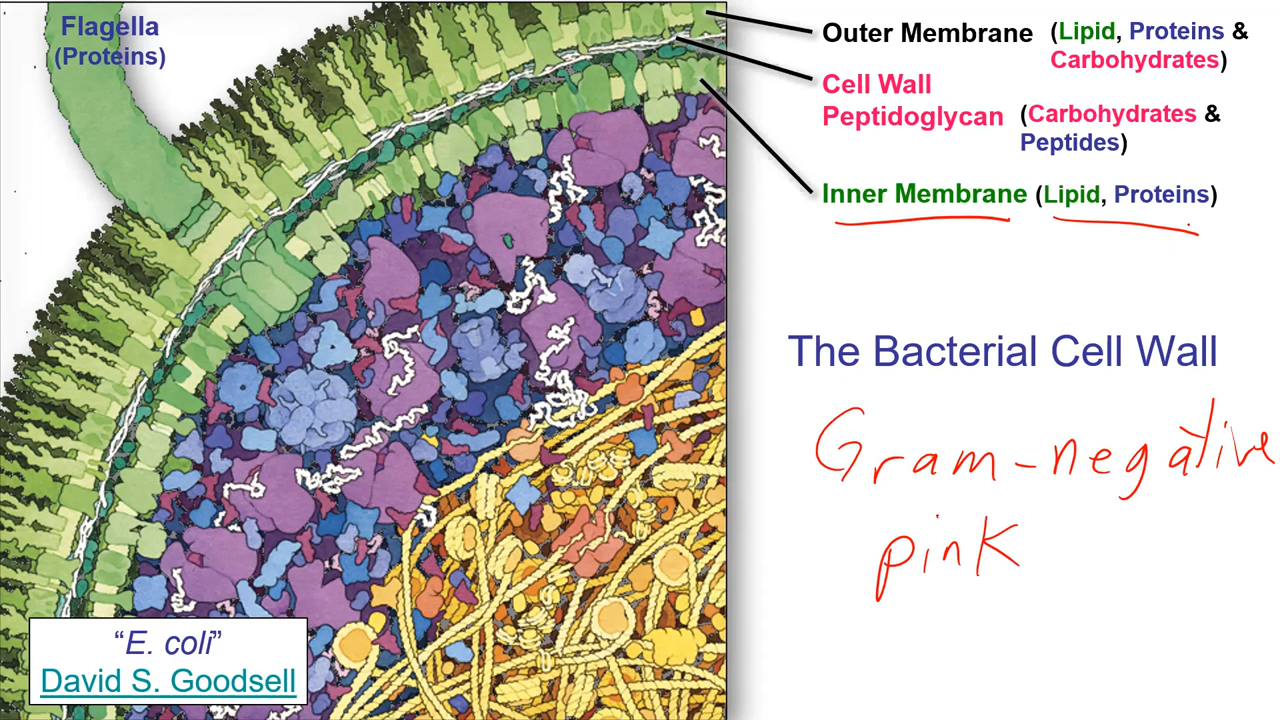 Flagella
(Proteins)
Outer Membrane (Lipid, Proteins &
Carbohydrates)
Cell Wall
Peptidoglycan (Carbohydrates &
Peptides)
Inner Membrane (Lipid, Proteins)
The Bacterial Cell Wall
Gram-negative
pink
"E. coli"
David S. Goodsell